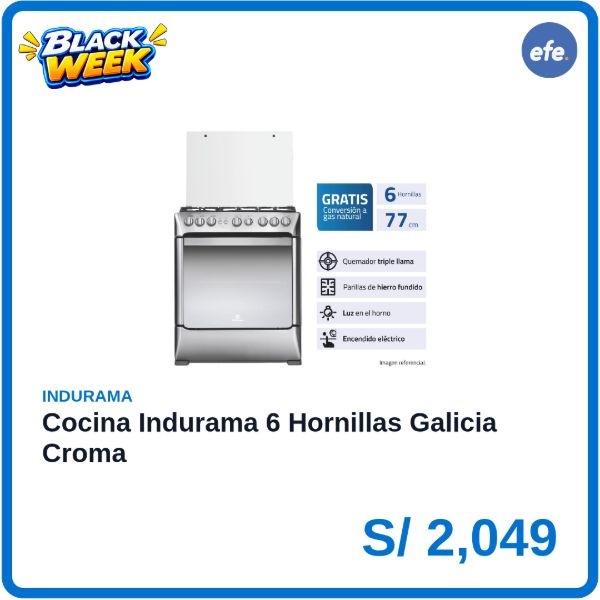 BLACK
WEEK
efe.
GRATIS
Conversión a
gas natural
6 Hornillas
77 cm
Quemador triple llama
Parillas de hierro fundido
Luz en el horno
Encendido eléctrico
Imagen referencial.
INDURAMA
Cocina Indurama 6 Hornillas Galicia
Croma
S/ 2,049